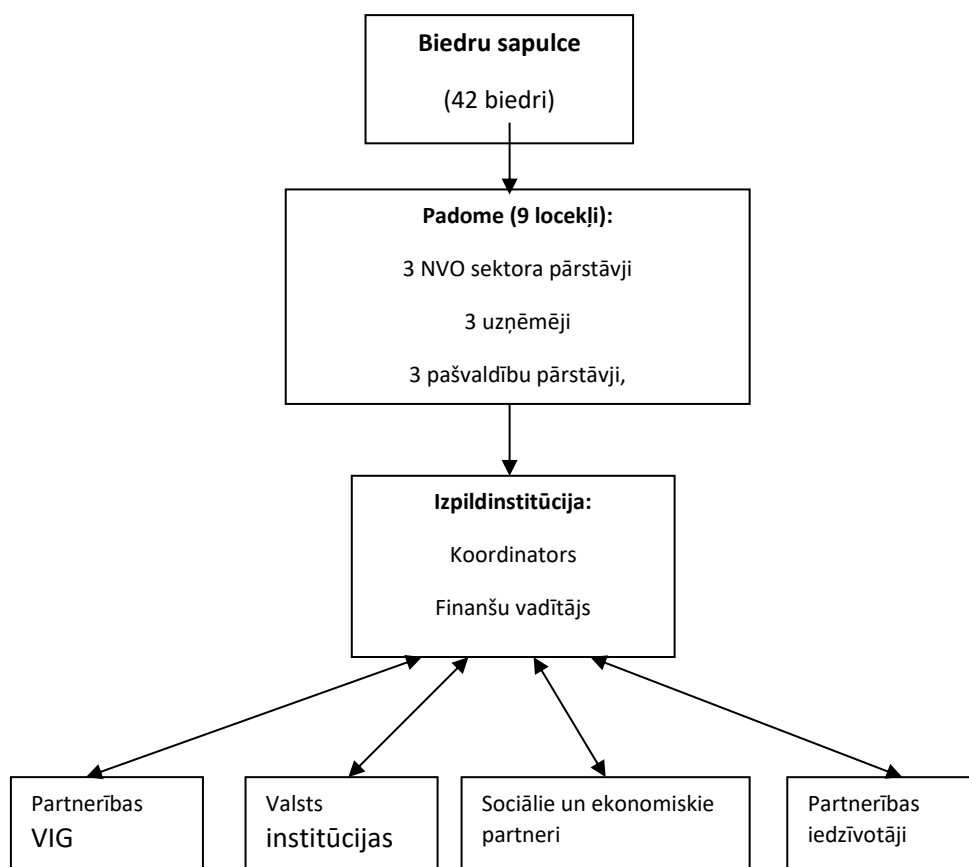 Biedru sapulce
(42 biedri)
Padome (9 locekļi):
3 NVO sektora pārstāvji
3 uzņēmēji
3 pašvaldību pārstāvji,
Izpildinstitūcija:
Koordinators
Finanšu vadītājs
Partnerības
VIG
Valsts
institūcijas
Sociālie un ekonomiskie
partneri
Partnerības
iedzīvotāji